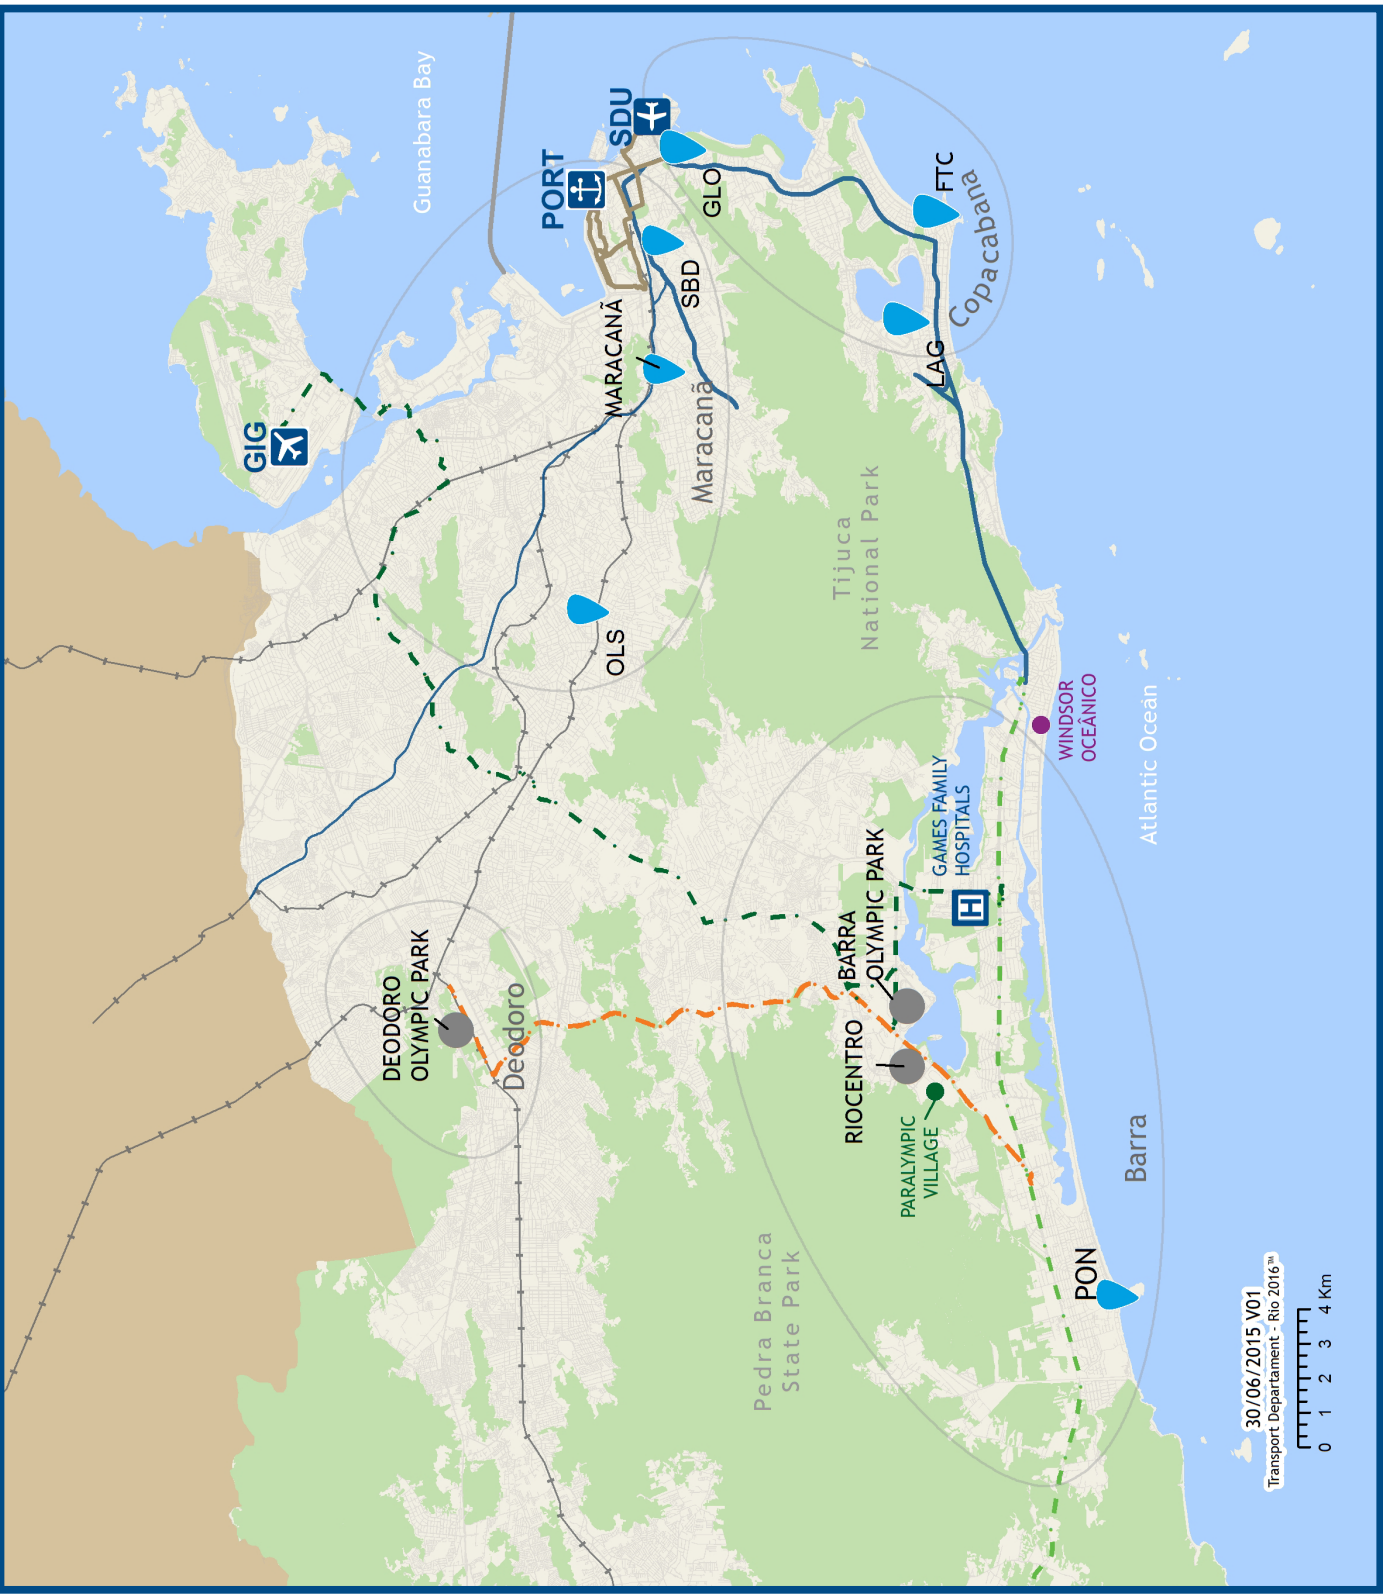 Guanabara Bay
SDU
PORT
GLO
FTC
Copacabana
SBD
MARACANÃ
LAG
GIG
Maracanã
Tijuca
National Park
OLS
WINDSOR
OCEÂNICO
Atlantic Oceán
GAMES FAMILY
HOSPITALS
H
BARRA
OLYMPIC PARK
DEODORO
OLYMPIC PARK
Deodoro
RIOCENTRO
PARALYMPIC
VILLAGE
Barra
Pedra Branca
State Park
PON
30/06/2015 V01
Transport Departament - Rio 2016™
0 1 2 3 4 Km